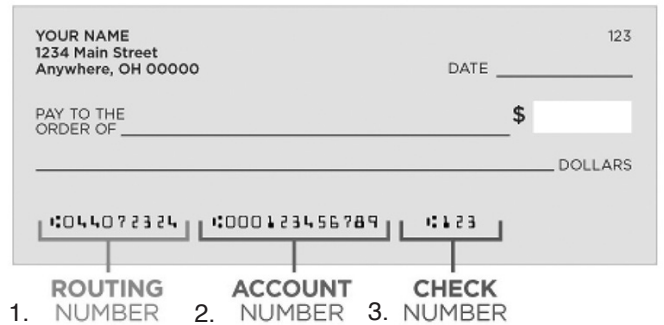 YOUR NAME 123
1234 Main Street
Anywhere, OH 00000
DATE
PAY TO THE
ORDER OF $
DOLLARS
⑆044072324 ⑆000123456789 ⑆123
ROUTING ACCOUNT CHECK
1. NUMBER 2. NUMBER 3. NUMBER